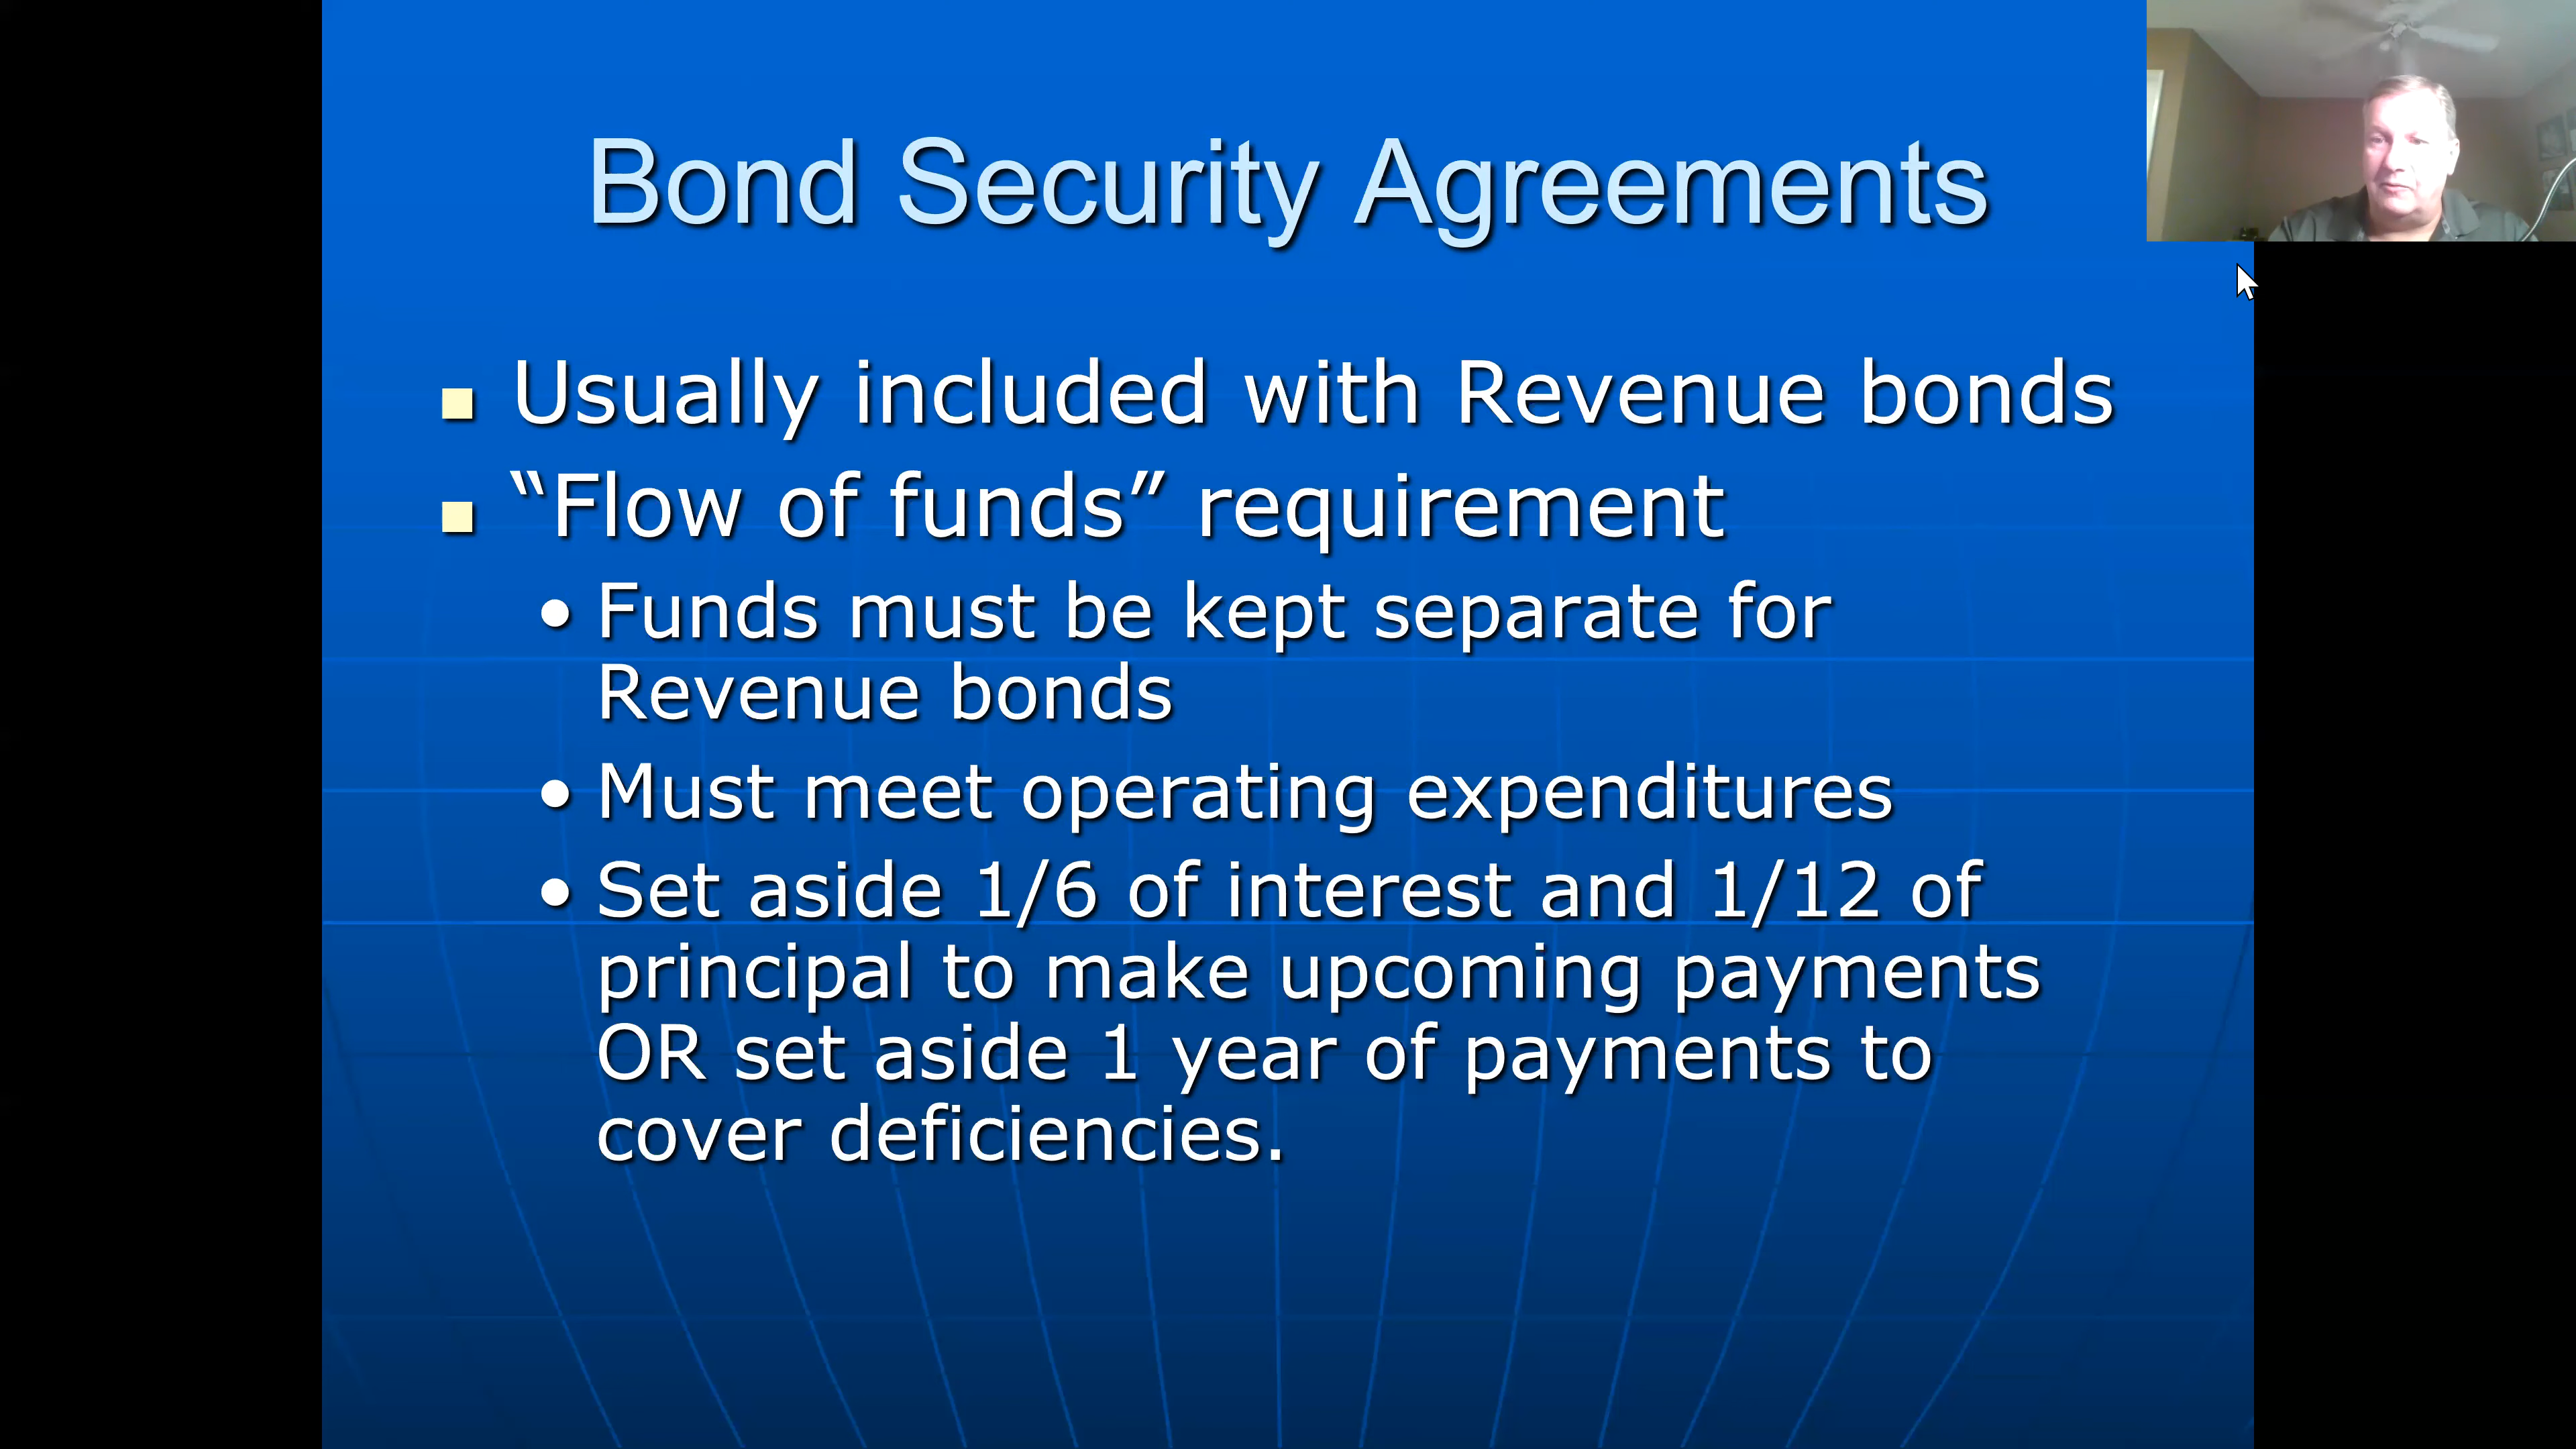 Bond Security Agreements
Usually included with Revenue bonds
“Flow of funds” requirement
Funds must be kept separate for
Revenue bonds
Must meet operating expenditures
Set aside 1/6 of interest and 1/12 of
principal to make upcoming payments
OR set aside 1 year of payments to
cover deficiencies.